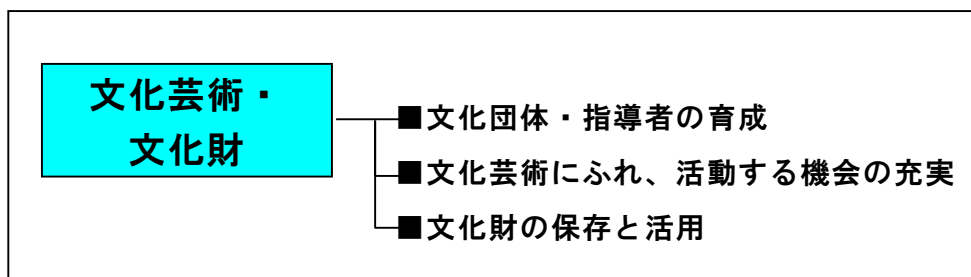 文化芸術・
文化財
■文化団体・指導者の育成
■文化芸術にふれ、活動する機会の充実
■文化財の保存と活用